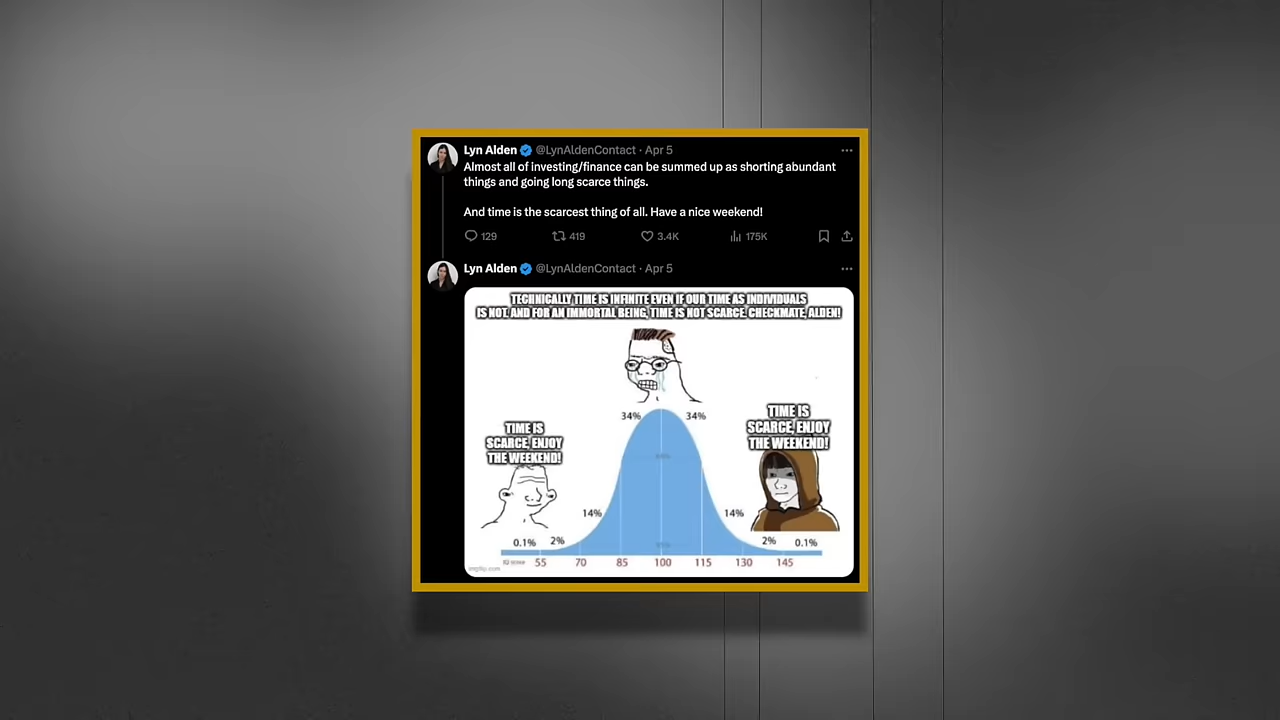 Lyn Alden @LynAldenContact · Apr 5
Almost all of investing/finance can be summed up as shorting abundant
things and going long scarce things.
And time is the scarcest thing of all. Have a nice weekend!
129 419 3.4K 175K
Lyn Alden @LynAldenContact · Apr 5
TECHNICALLY TIME IS INFINITE EVEN IF OUR TIME AS INDIVIDUALS
IS NOT. AND FOR AN IMMORTAL BEING, TIME IS NOT SCARCE. CHECKMATE, ALDEN!
34% 34%
TIME IS
SCARCE, ENJOY
THE WEEKEND!
TIME IS
SCARCE, ENJOY
THE WEEKEND!
14% 14%
0.1% 2% 2% 0.1%
IQ score 55 70 85 100 115 130 145
imgflip.com